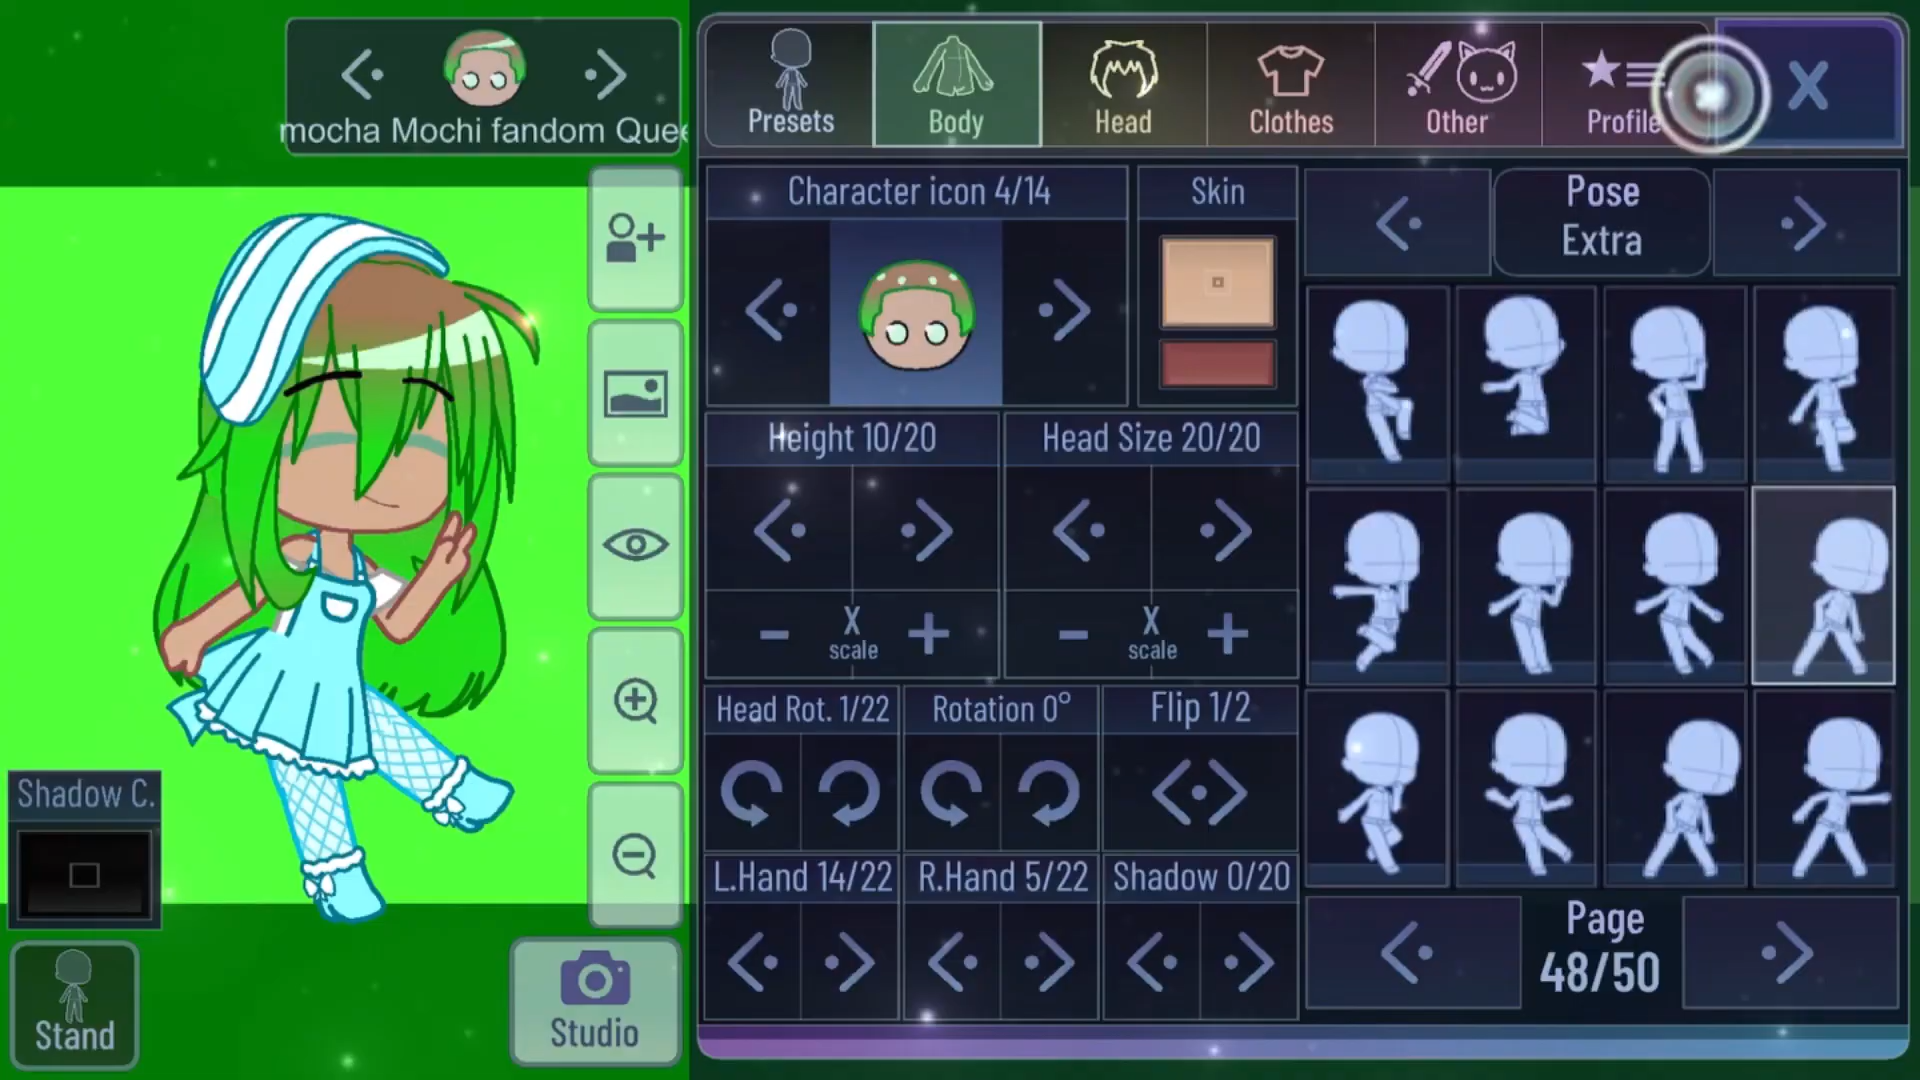 mocha Mochi fandom Que
Presets
Body
Head
Clothes
Other
Profile
Character icon 4/14
Skin
Pose
Extra
Height 10/20
Head Size 20/20
X
scale
X
scale
Head Rot. 1/22
Rotation 0°
Flip 1/2
L.Hand 14/22
R.Hand 5/22
Shadow 0/20
Page
48/50
Shadow C.
Stand
Studio